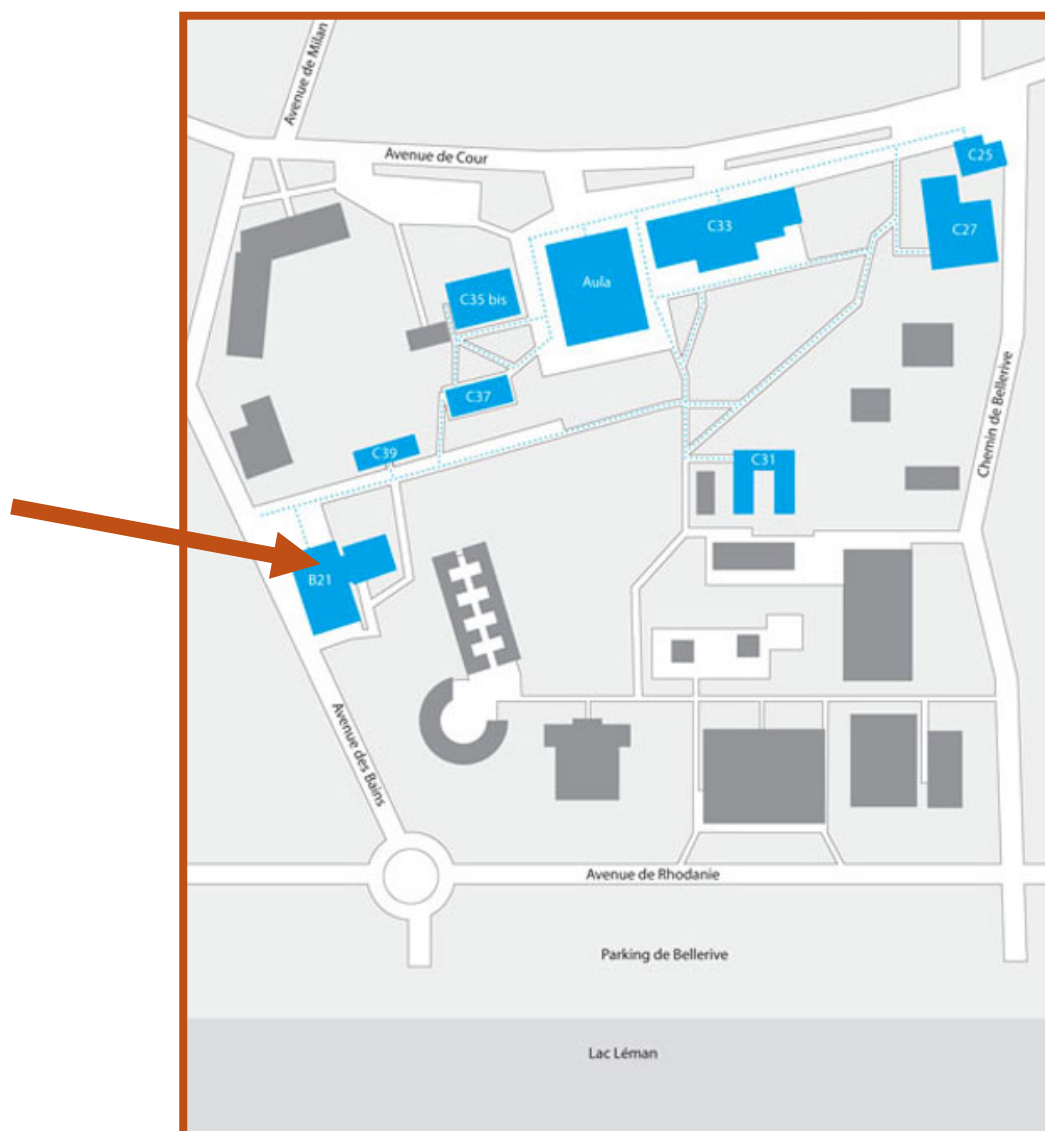 Avenue de Milan
Avenue de Cour
C25
C33
C27
Aula
C35 bis
C37
Chemin de Bellerive
C39
C31
B21
Avenue des Bains
Avenue de Rhodanie
Parking de Bellerive
Lac Léman